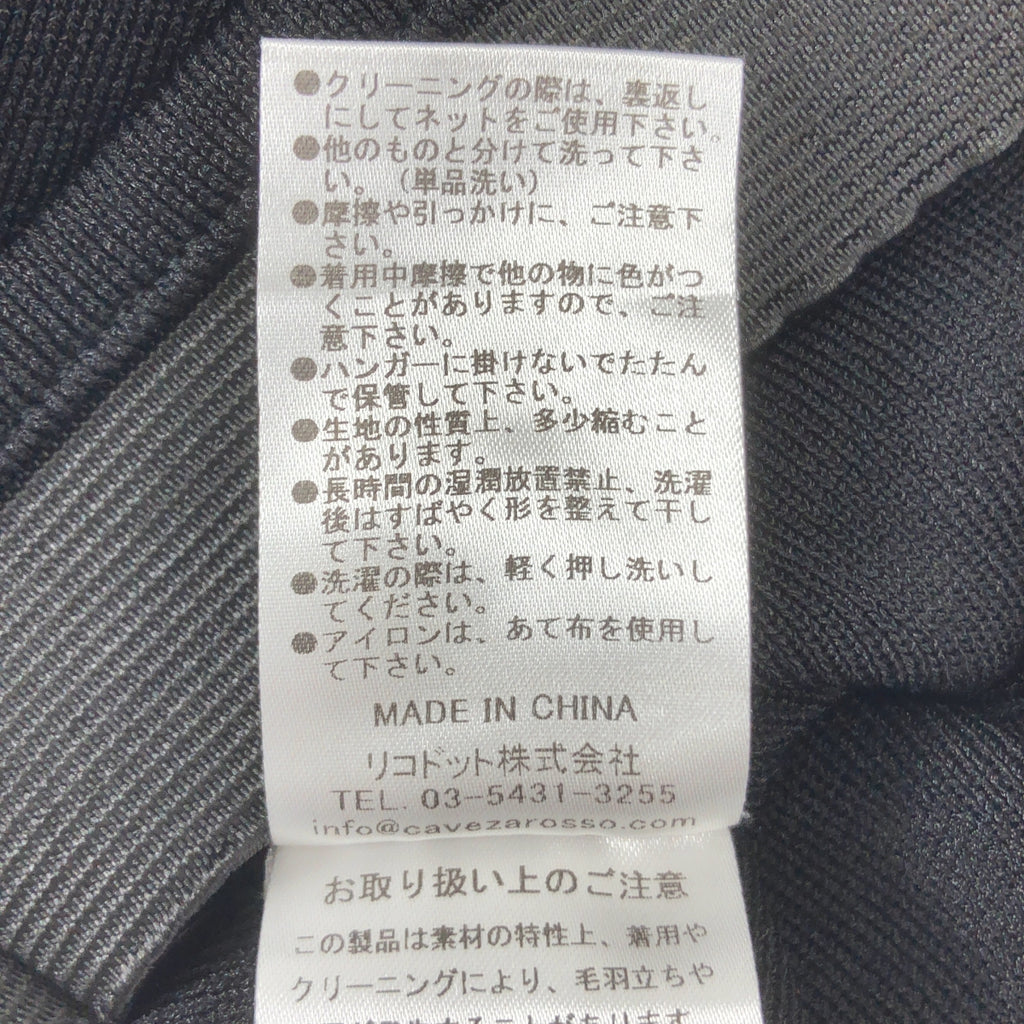 ●クリーニングの際は、裏返し
にしてネットをご使用下さい。
●他のものと分けて洗って下さ
い。（単品洗い）
●摩擦や引っかけに、ご注意下
さい。
●着用中摩擦で他の物に色がつ
くことがありますので、ご注
意下さい。
●ハンガーに掛けないでたたん
で保管して下さい。
●生地の性質上、多少縮むこと
があります。
●長時間の湿潤放置禁止、洗濯
後はすばやく形を整えて干し
て下さい。
●洗濯の際は、軽く押し洗いし
てください。
●アイロンは、あて布を使用し
て下さい。
MADE IN CHINA
リコドット株式会社
TEL. 03-5431-3255
info@cavezarosso.com
お取り扱い上のご注意
この製品は素材の特性上、着用や
クリーニングにより、毛羽立ちや
することがあります